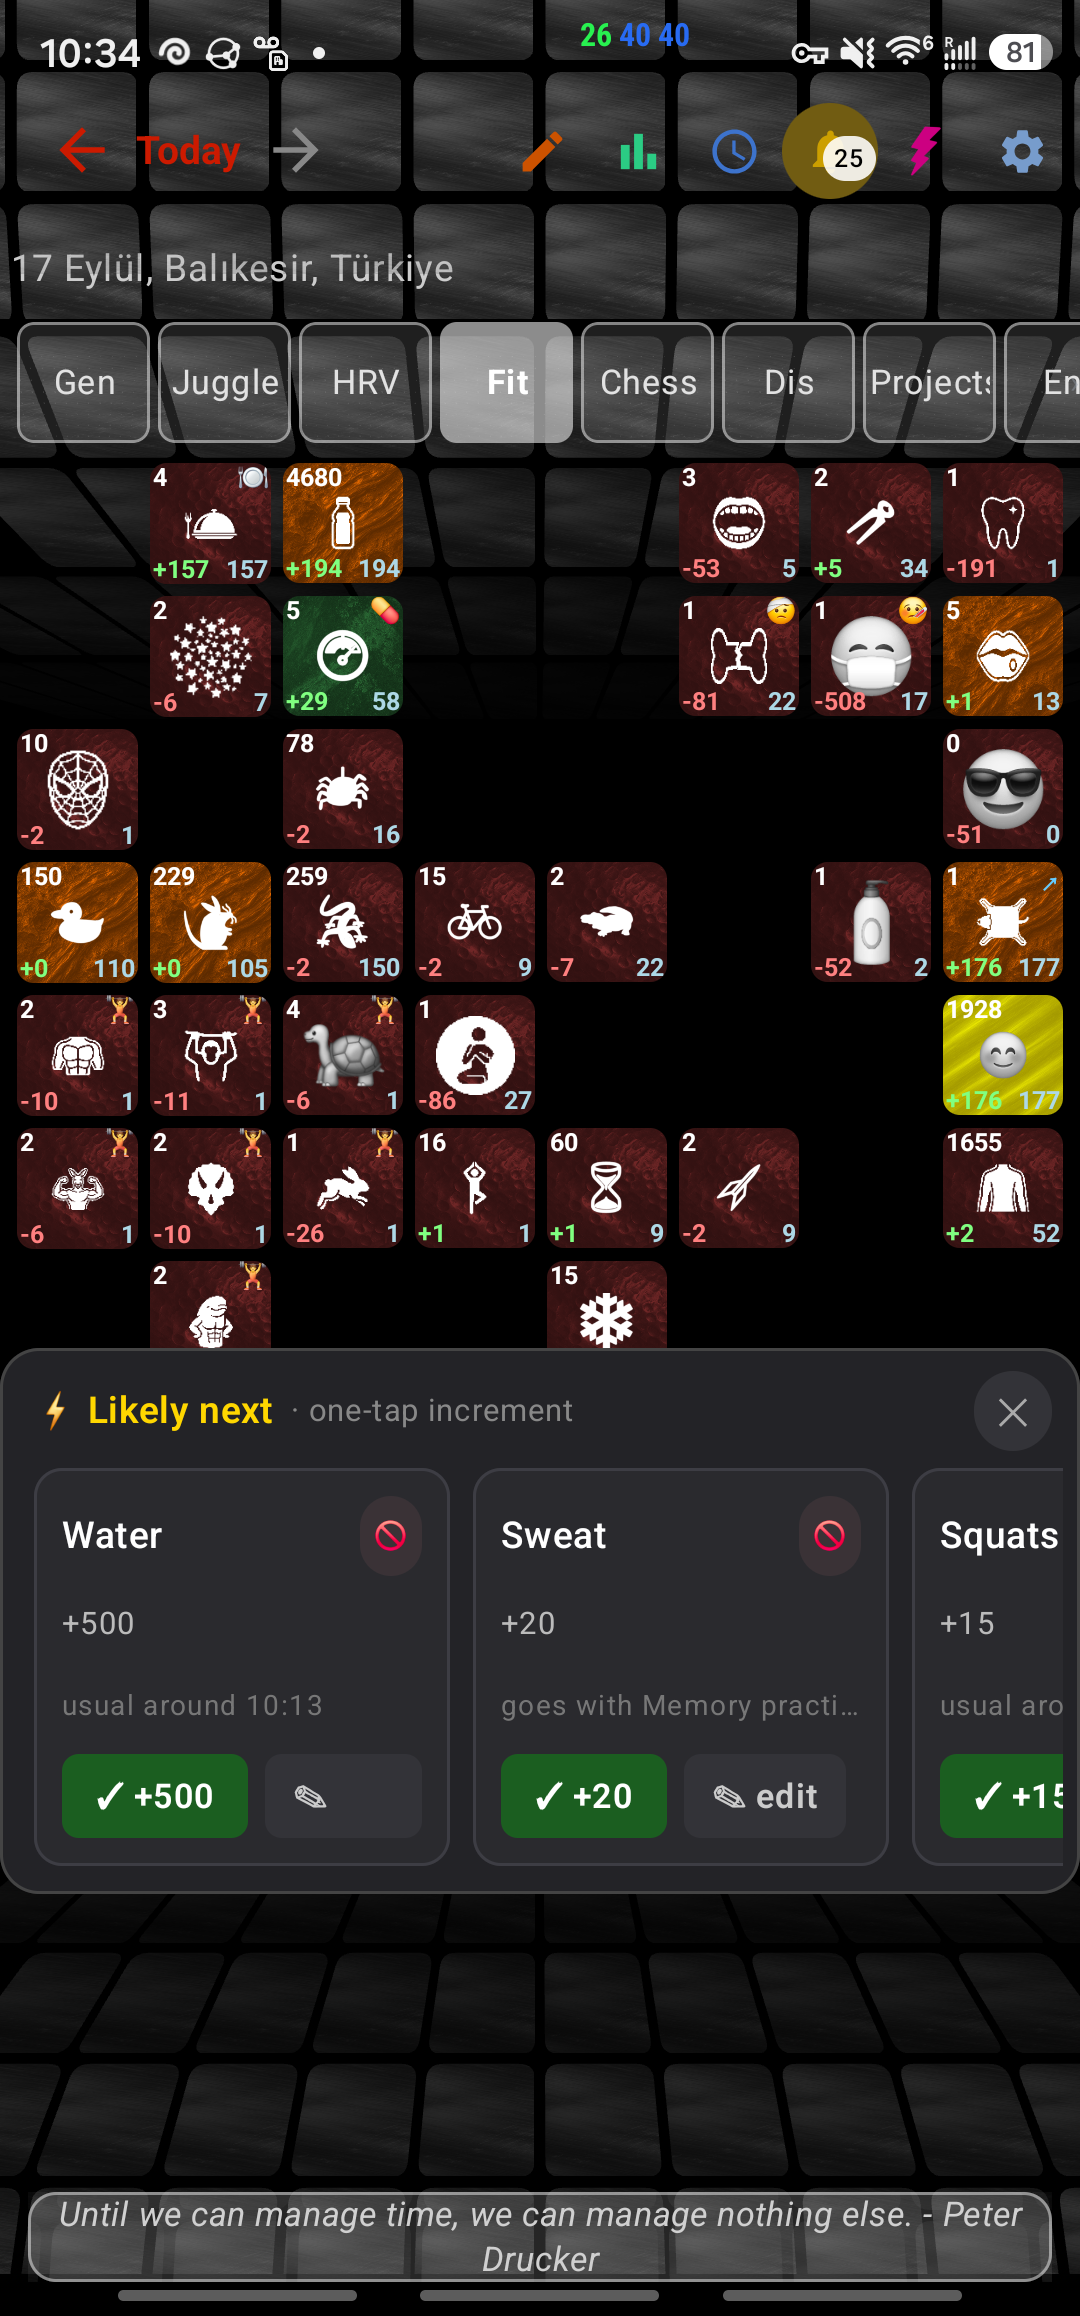 26 40 40
10:34
6
R
81
Today
25
17 Eylül, Balıkesir, Türkiye
Gen Juggle HRV Fit Chess Dis Projects En
4 4680 3 2 1
+157 157 +194 194 -53 5 +5 34 -191 1
2 5 1 1 5
-6 7 +29 58 -81 22 -508 17 +1 13
10 78 0
-2 1 -2 16 -51 0
150 229 259 15 2 1 1
+0 110 +0 105 -2 150 -2 9 -7 22 -52 2 +176 177
2 3 4 1 1928
-10 1 -11 1 -6 1 -86 27 +176 177
2 2 1 16 60 2 1655
-6 1 -10 1 -26 1 +1 1 +1 9 -2 9 +2 52
2 15
Likely next · one-tap increment
Water Sweat Squats
+500 +20 +15
usual around 10:13 goes with Memory practi... usual aro
✓ +500 ✓ +20 edit ✓ +15
Until we can manage time, we can manage nothing else. - Peter
Drucker